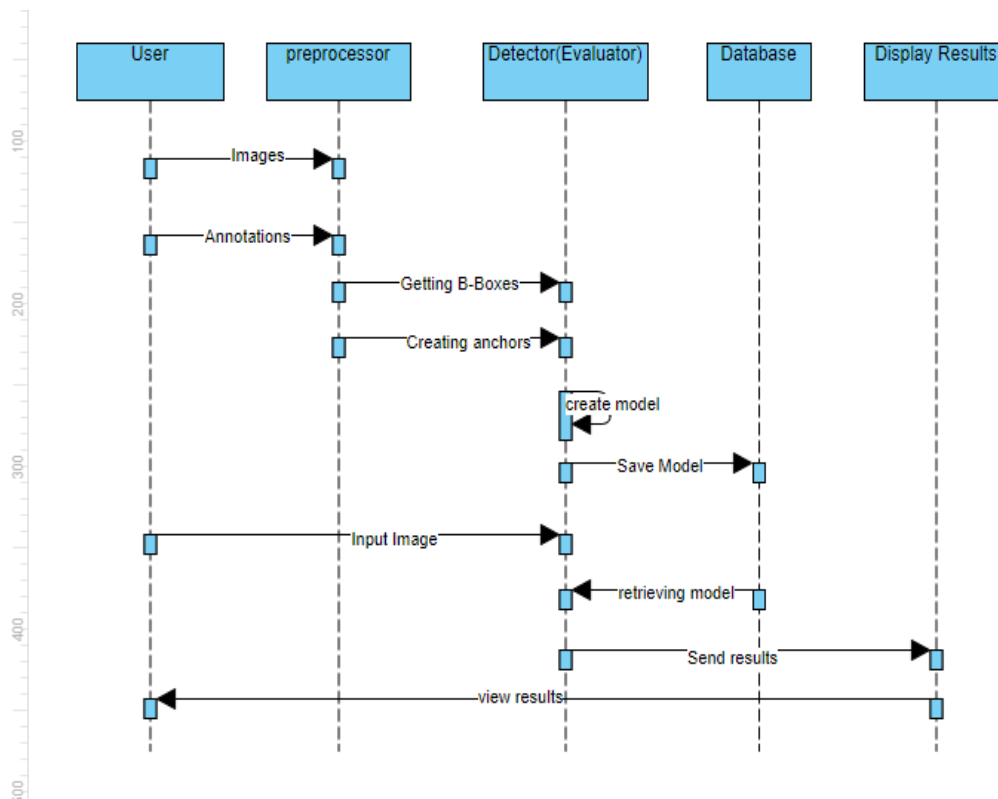 User
preprocessor
Detector(Evaluator)
Database
Display Results
100
Images
Annotations
200
Getting B-Boxes
Creating anchors
create model
300
Save Model
Input Image
retrieving model
400
Send results
view results